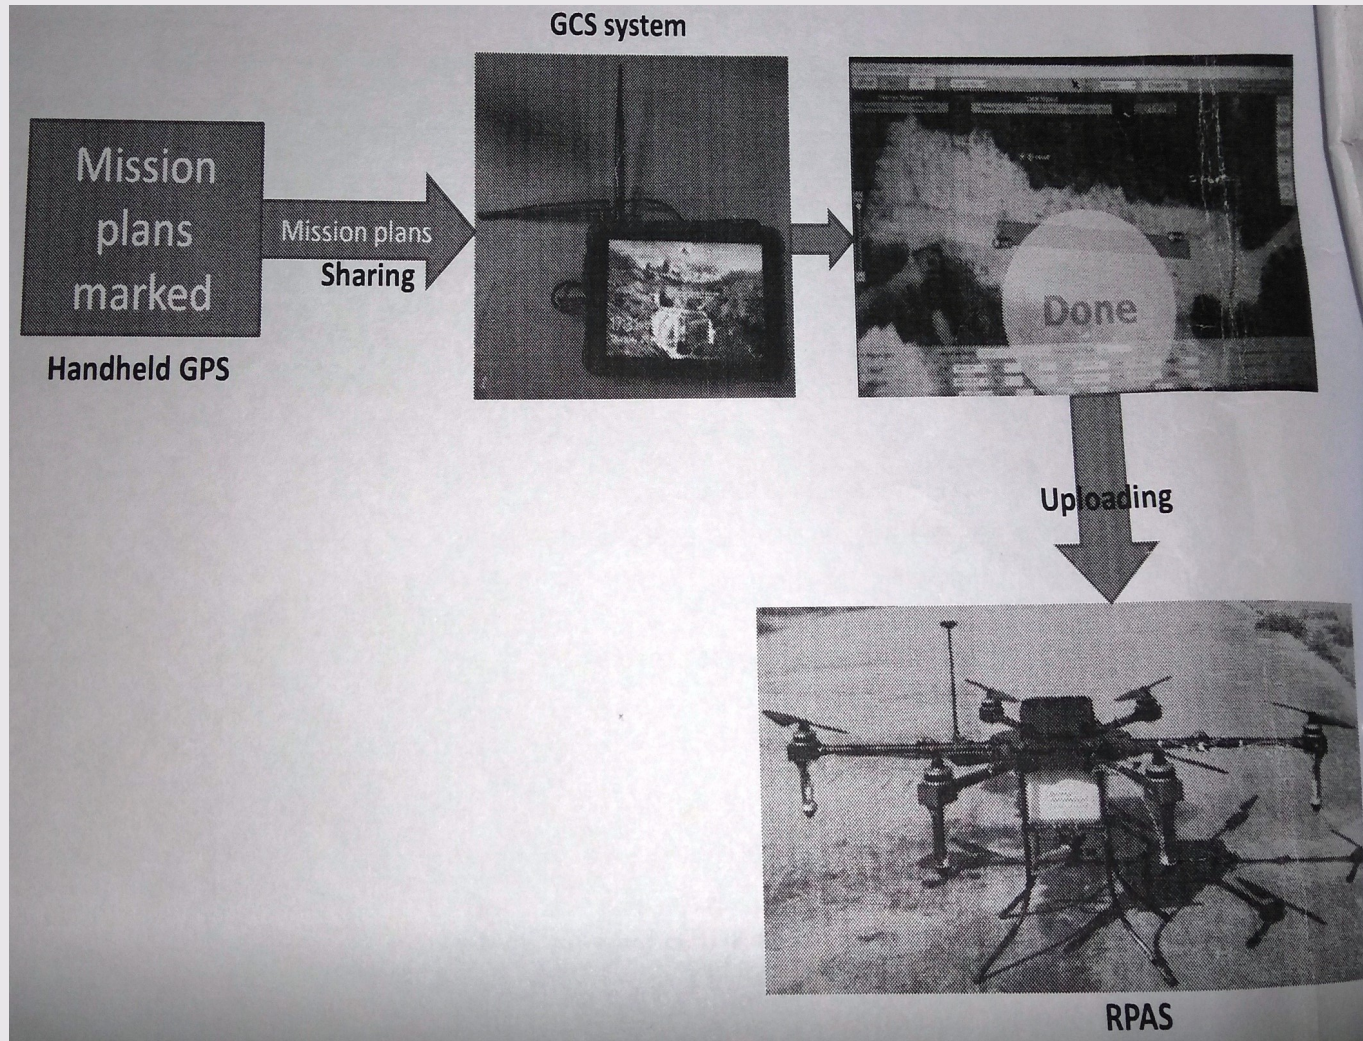 GCS system
Mission
plans
marked
Mission plans
Sharing
Handheld GPS
Done
Uploading
RPAS